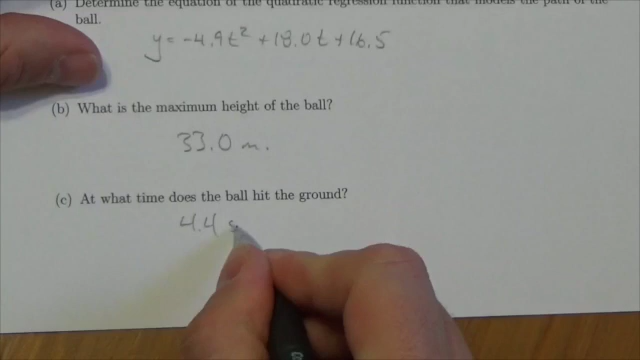 (a) Determine the equation of the quadratic regression function that models the path of the
ball.
y = -4.9t² + 18.0t + 16.5
(b) What is the maximum height of the ball?
33.0 m.
(c) At what time does the ball hit the ground?
4.4 s